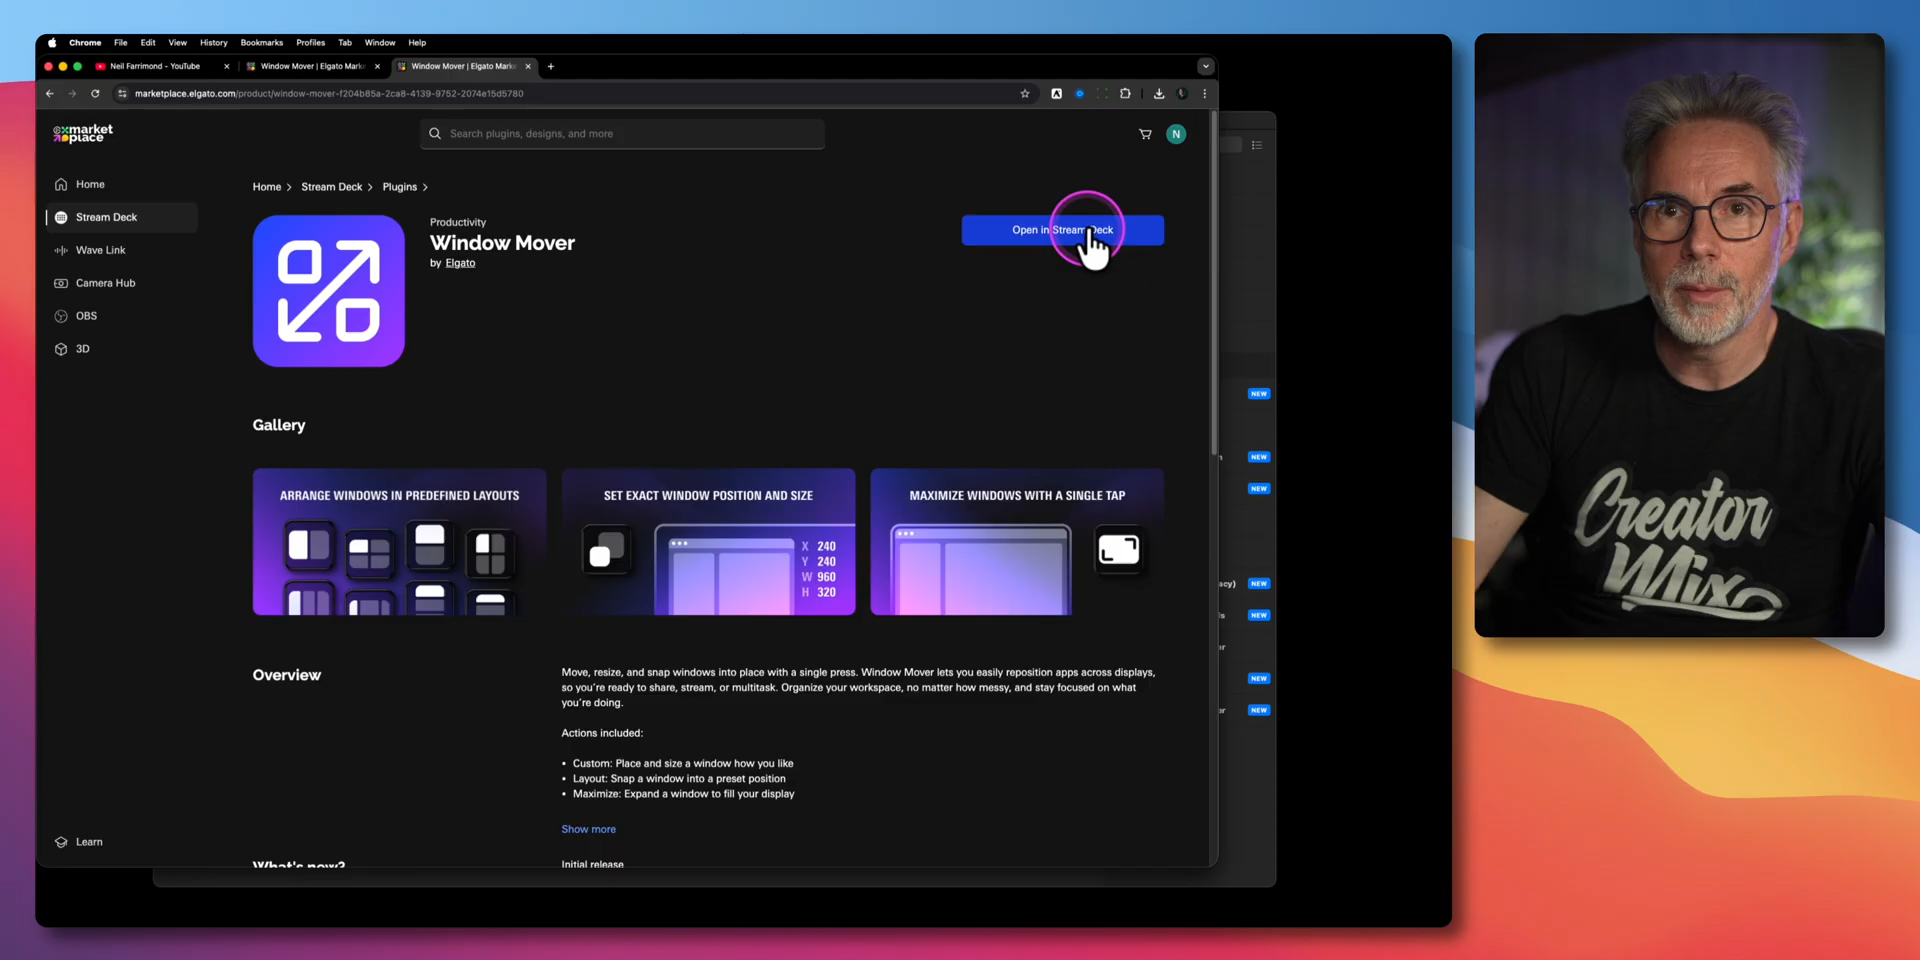 Chrome File Edit View History Bookmarks Profiles Tab Window Help
Neil Farrimond - YouTube
Window Mover | Elgato Mark
Window Mover | Elgato Mark
marketplace.elgato.com/product/window-mover-f204b85a-2ca8-4139-9752-2074e15d5780
market
place
Search plugins, designs, and more
N
Home
Stream Deck
Wave Link
Camera Hub
OBS
3D
Learn
Home > Stream Deck > Plugins >
Productivity
Window Mover
by Elgato
Open in Stream Deck
Gallery
ARRANGE WINDOWS IN PREDEFINED LAYOUTS
SET EXACT WINDOW POSITION AND SIZE
X 240
Y 240
W 960
H 320
MAXIMIZE WINDOWS WITH A SINGLE TAP
Overview
Move, resize, and snap windows into place with a single press. Window Mover lets you easily reposition apps across displays,
so you're ready to share, stream, or multitask. Organize your workspace, no matter how messy, and stay focused on what
you're doing.
Actions included:
• Custom: Place and size a window how you like
• Layout: Snap a window into a preset position
• Maximize: Expand a window to fill your display
Show more
What's new?
Initial release
NEW
n NEW
NEW
acy) NEW
ls NEW
er
NEW
er NEW
Creator
Mix